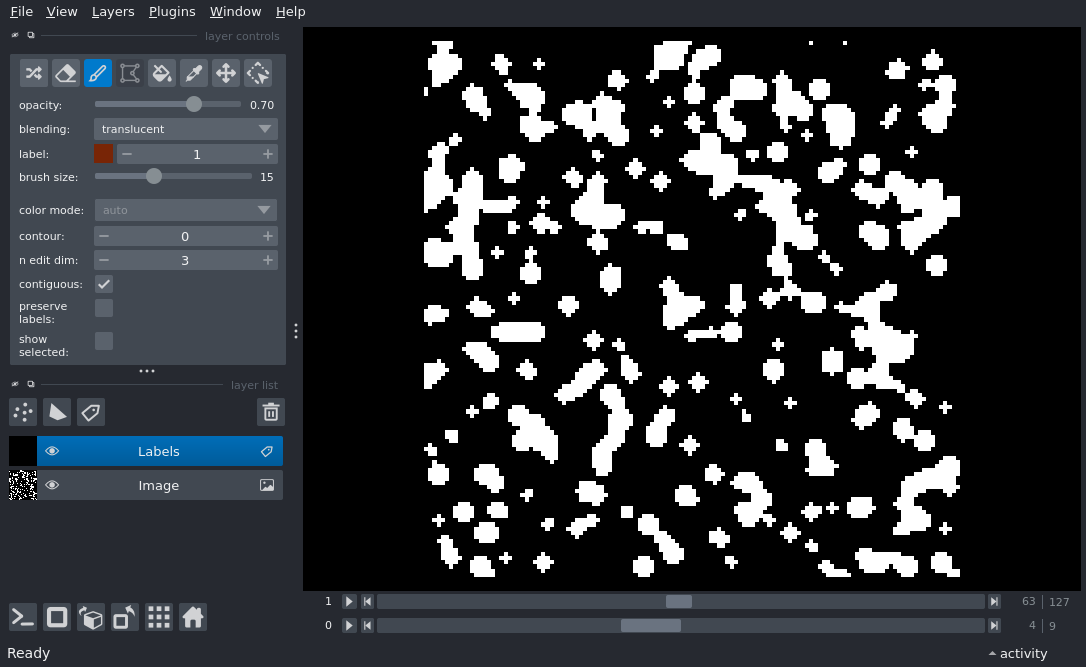 File View Layers Plugins Window Help
layer controls
opacity: 0.70
blending: translucent
label: 1
brush size: 15
color mode: auto
contour: 0
n edit dim: 3
contiguous:
preserve
labels:
show
selected:
layer list
Labels
Image
1 63 127
0 4 9
Ready activity